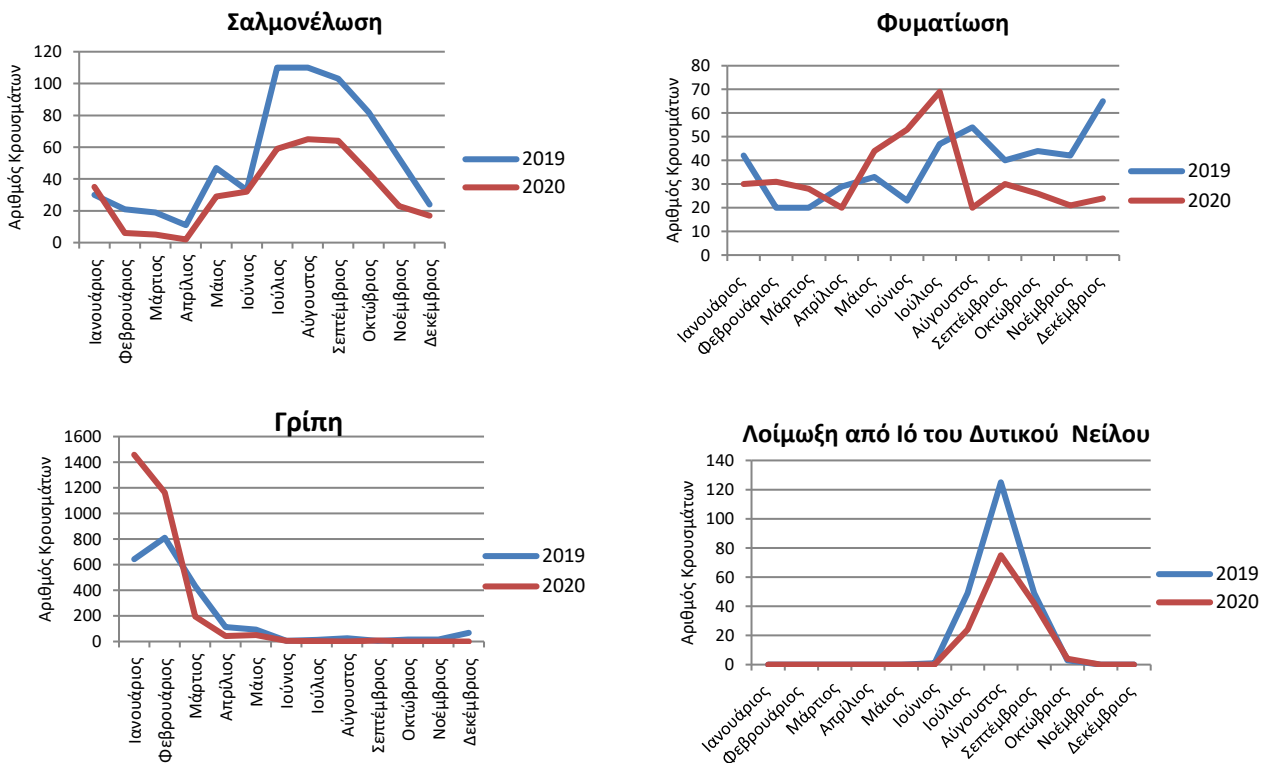 Σαλμονέλωση
Αριθμός Κρουσμάτων
120
100
80
60
40
20
0
Ιανουάριος
Φεβρουάριος
Μάρτιος
Απρίλιος
Μάιος
Ιούνιος
Ιούλιος
Αύγουστος
Σεπτέμβριος
Οκτώβριος
Νοέμβριος
Δεκέμβριος
2019
2020
Φυματίωση
Αριθμός Κρουσμάτων
80
70
60
50
40
30
20
10
0
Ιανουάριος
Φεβρουάριος
Μάρτιος
Απρίλιος
Μάιος
Ιούνιος
Ιούλιος
Αύγουστος
Σεπτέμβριος
Οκτώβριος
Νοέμβριος
Δεκέμβριος
2019
2020
Γρίπη
Αριθμός Κρουσμάτων
1600
1400
1200
1000
800
600
400
200
0
Ιανουάριος
Φεβρουάριος
Μάρτιος
Απρίλιος
Μάιος
Ιούνιος
Ιούλιος
Αύγουστος
Σεπτέμβριος
Οκτώβριος
Νοέμβριος
Δεκέμβριος
2019
2020
Λοίμωξη από Ιό του Δυτικού Νείλου
Αριθμός Κρουσμάτων
140
120
100
80
60
40
20
0
Ιανουάριος
Φεβρουάριος
Μάρτιος
Απρίλιος
Μάιος
Ιούνιος
Ιούλιος
Αύγουστος
Σεπτέμβριος
Οκτώβριος
Νοέμβριος
Δεκέμβριος
2019
2020